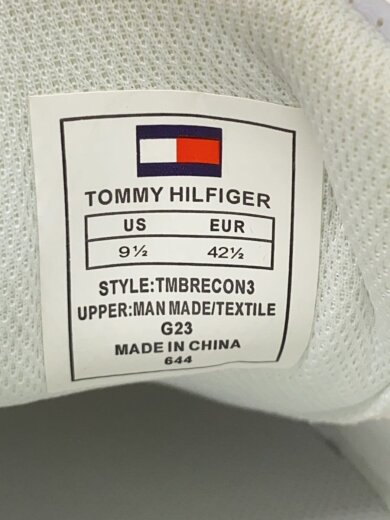 TOMMY HILFIGER
US EUR
9½ 42½
STYLE:TMBRECON3
UPPER:MAN MADE/TEXTILE
G23
MADE IN CHINA
644